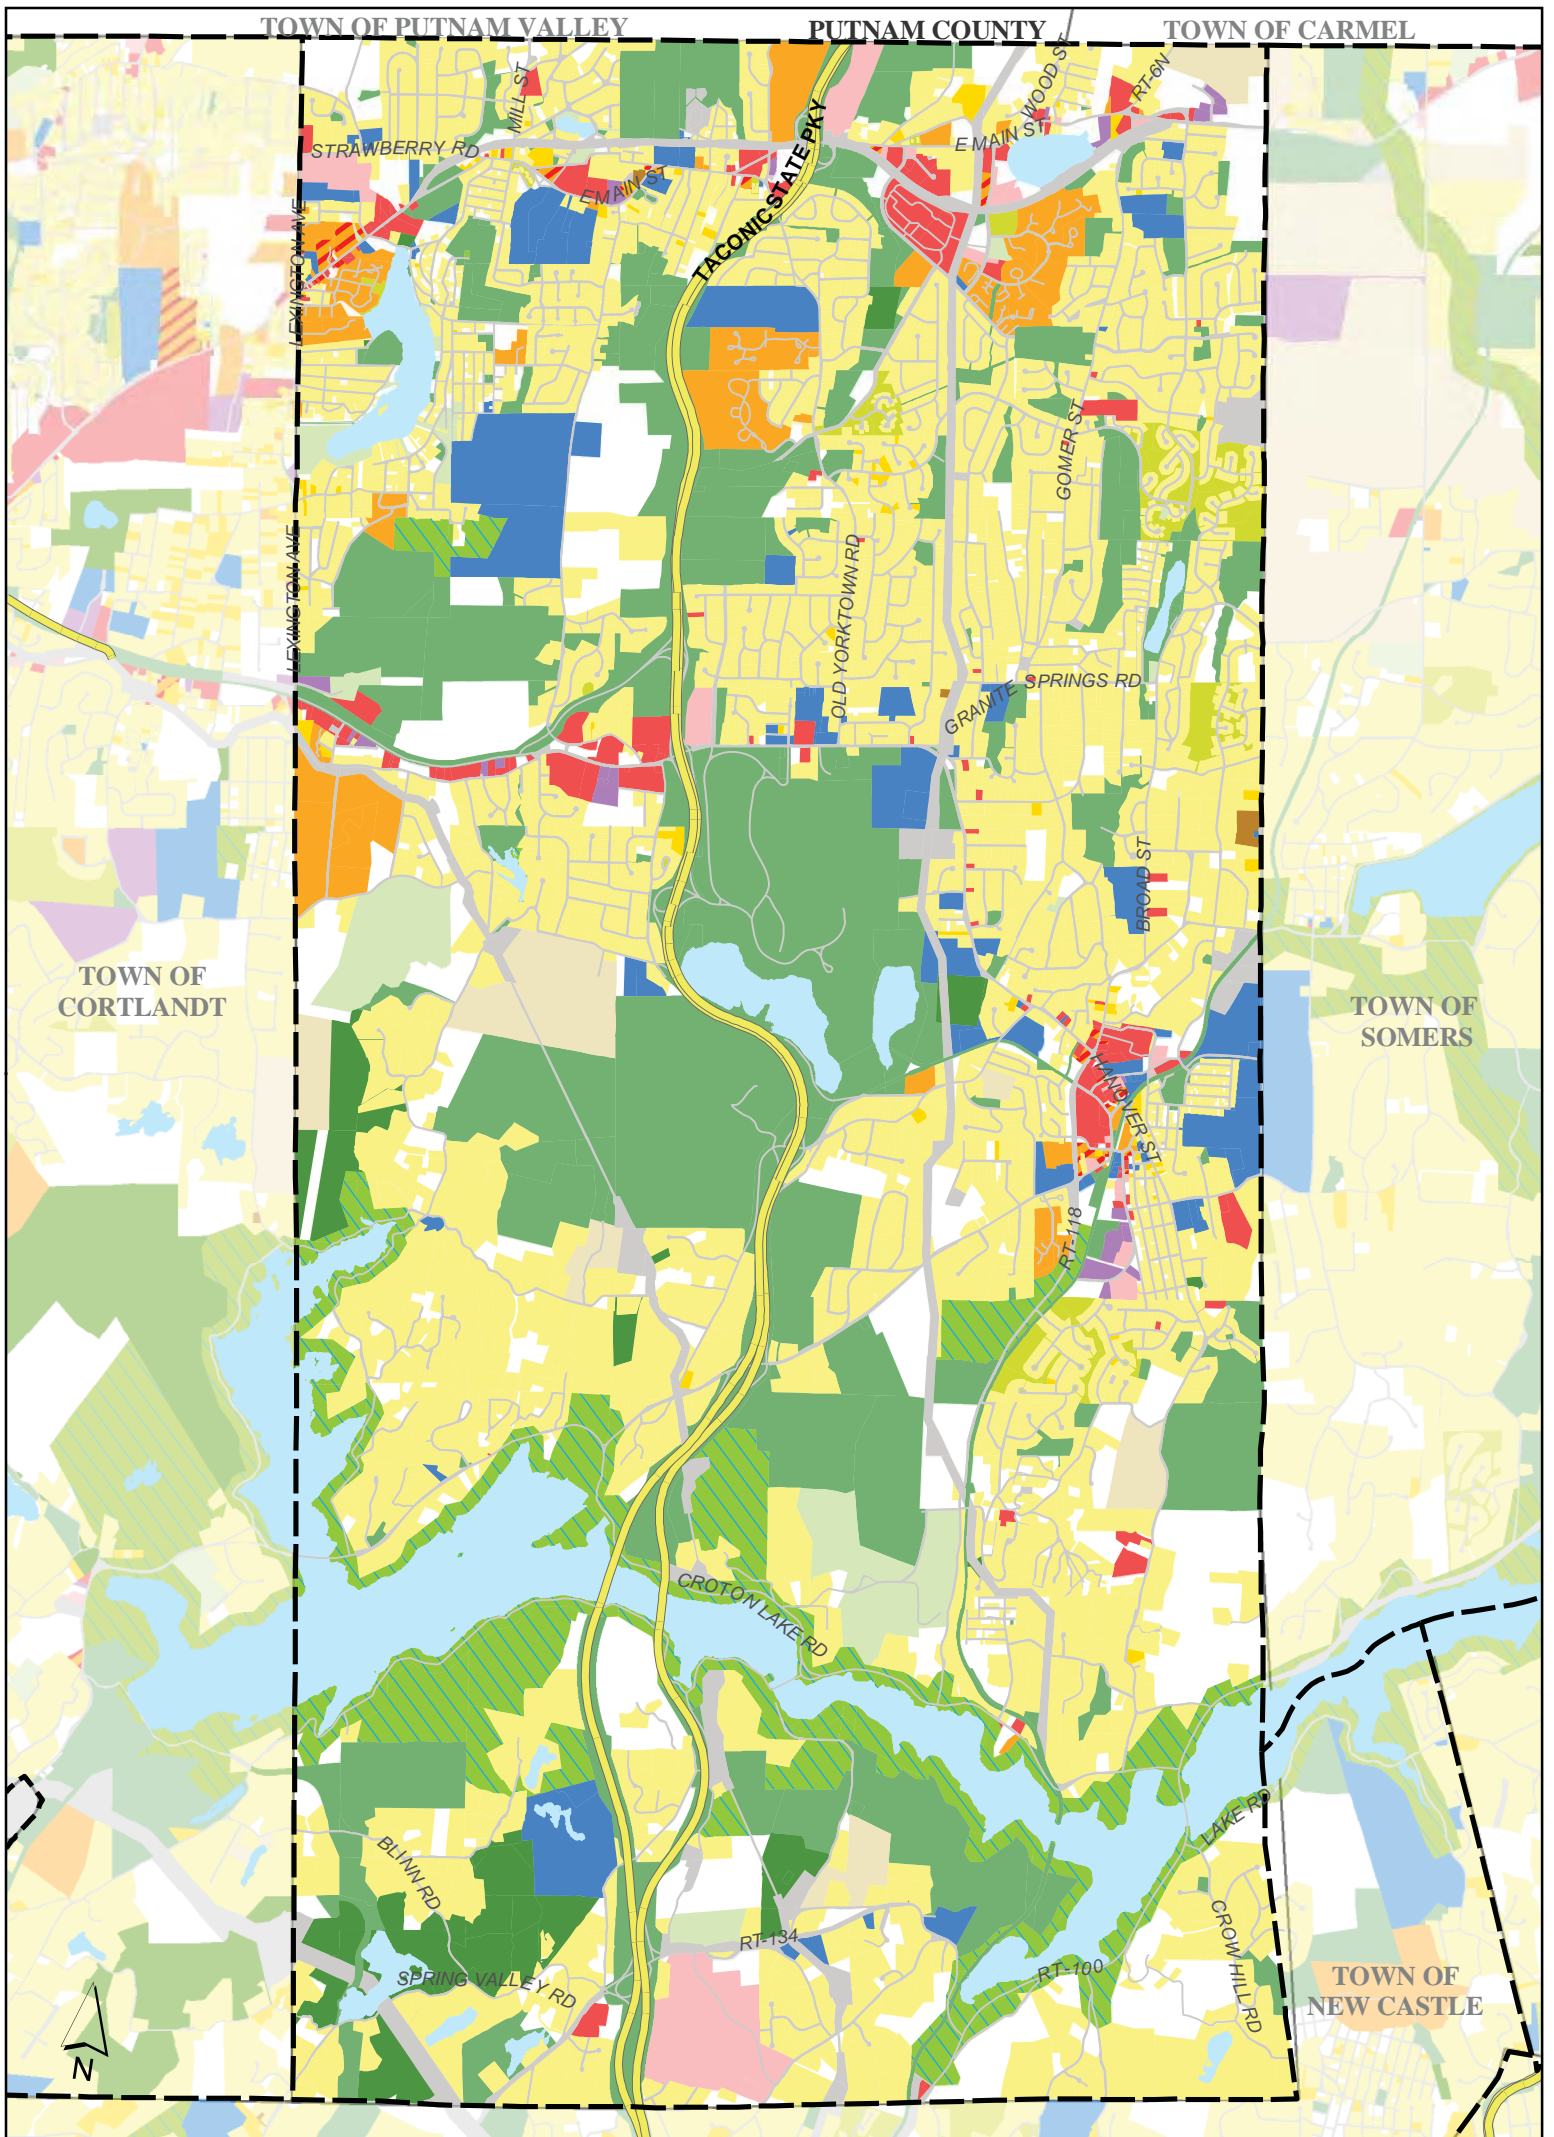 TOWN OF PUTNAM VALLEY
PUTNAM COUNTY
TOWN OF CARMEL
MILL ST
WOOD ST
RT-6N
STRAWBERRY RD
E MAIN ST
E MAIN ST
TACONIC STATE PKY
LEXINGTON AVE
GOMER ST
LEXINGTON AVE
OLD YORKTOWN RD
GRANITE SPRINGS RD
BROAD ST
TOWN OF
CORTLANDT
TOWN OF
SOMERS
HANOVER ST
RT-118
CROTON LAKE RD
LAKE RD
BLINN RD
CROW HILL RD
RT-134
RT-100
SPRING VALLEY RD
TOWN OF
NEW CASTLE
N